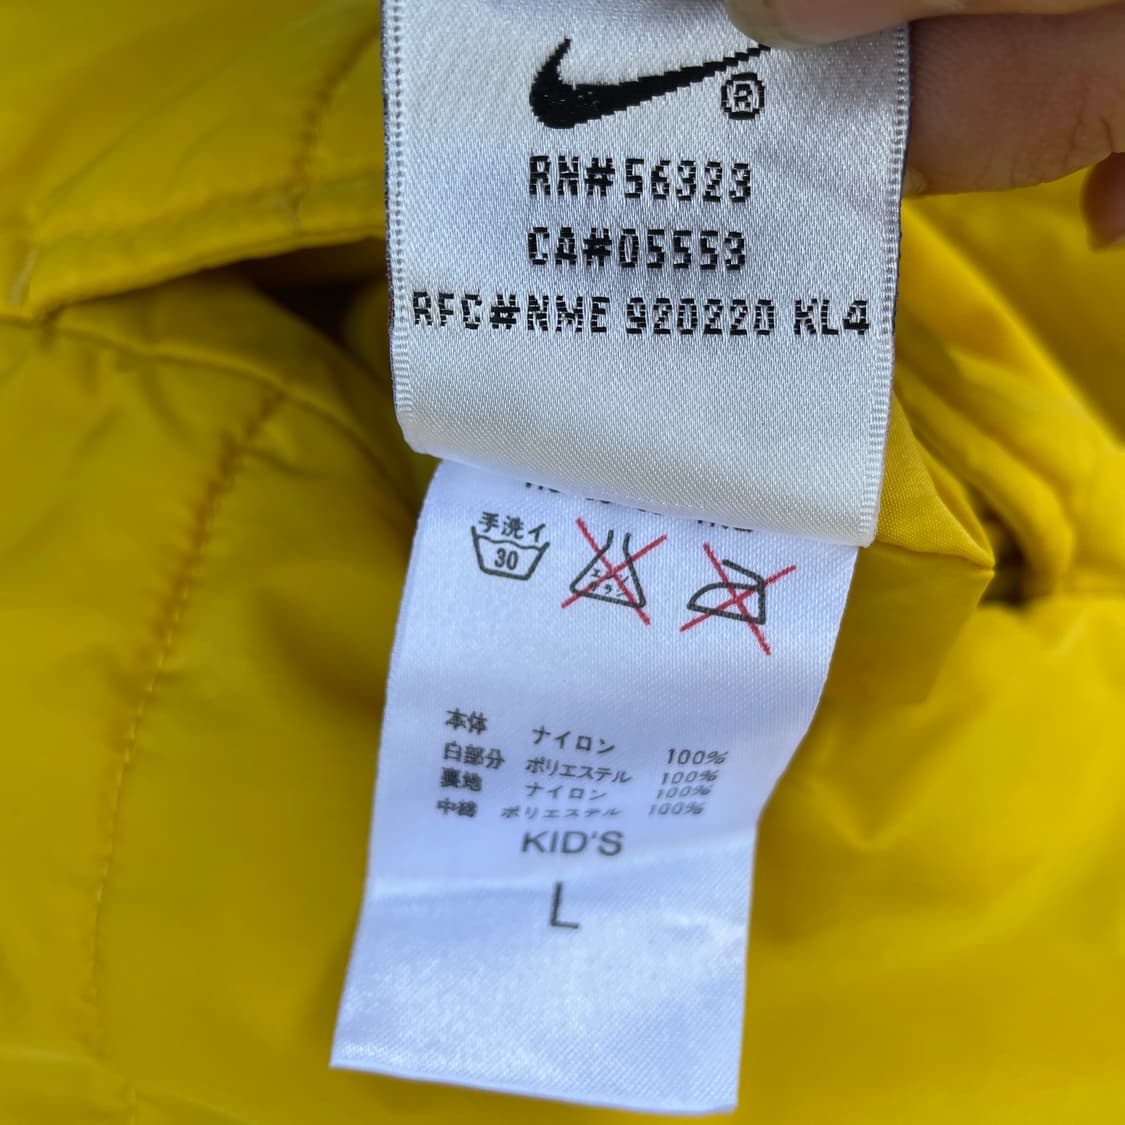 ®
RN#56323
CA#05553
RFC#NME 920220 KL4
手洗イ
30
本体 ナイロン 100%
白部分 ポリエステル 100%
裏地 ナイロン 100%
中綿 ポリエステル 100%
KID'S
L